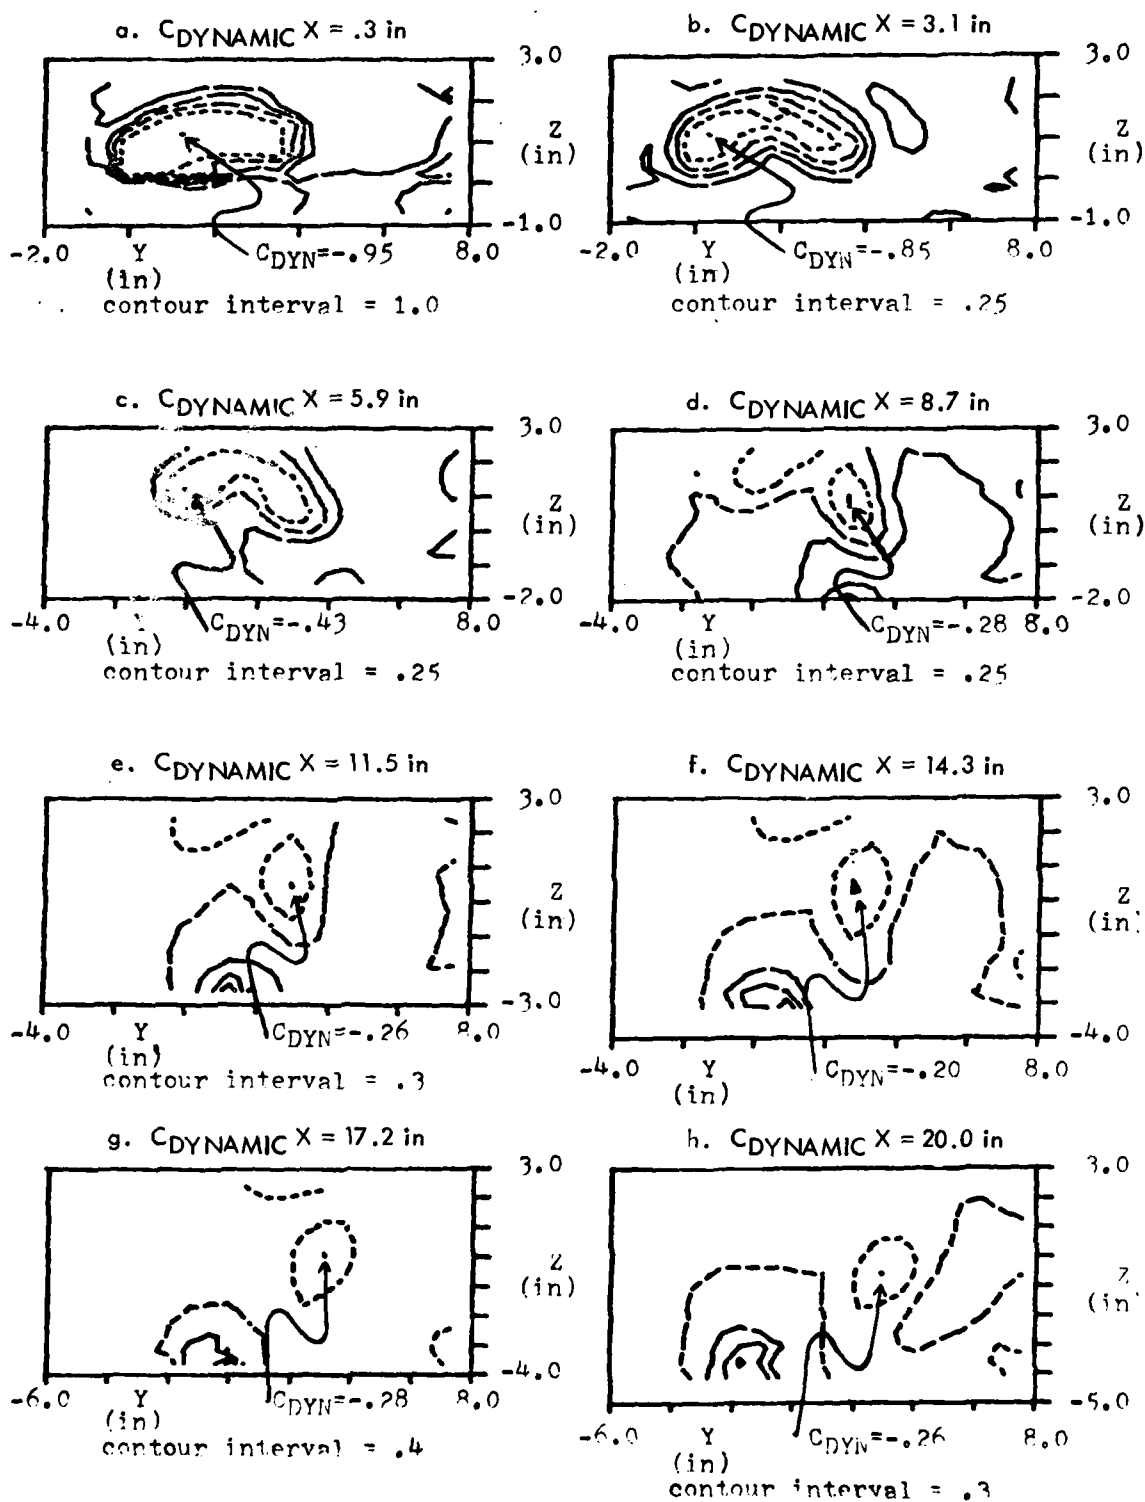 a. CDYNAMIC X = .3 in
3.0
Z
(in)
-1.0
-2.0 Y CDYN=-.95 8.0
(in)
contour interval = 1.0
b. CDYNAMIC X = 3.1 in
3.0
Z
(in)
-1.0
-2.0 Y CDYN=-.85 8.0
(in)
contour interval = .25
c. CDYNAMIC X = 5.9 in
3.0
Z
(in)
-2.0
-4.0 CDYN=-.43 8.0
(in)
contour interval = .25
d. CDYNAMIC X = 8.7 in
3.0
Z
(in)
-2.0
-4.0 Y CDYN=-.28 8.0
(in)
contour interval = .25
e. CDYNAMIC X = 11.5 in
3.0
Z
(in)
-3.0
-4.0 Y CDYN=-.26 8.0
(in)
contour interval = .3
f. CDYNAMIC X = 14.3 in
3.0
Z
(in)
-4.0
-4.0 Y CDYN=-.20 8.0
(in)
g. CDYNAMIC X = 17.2 in
3.0
Z
(in)
-4.0
-6.0 Y CDYN=-.28 8.0
(in)
contour interval = .4
h. CDYNAMIC X = 20.0 in
3.0
Z
(in)
-5.0
-6.0 Y CDYN=-.26 8.0
(in)
contour interval = .3